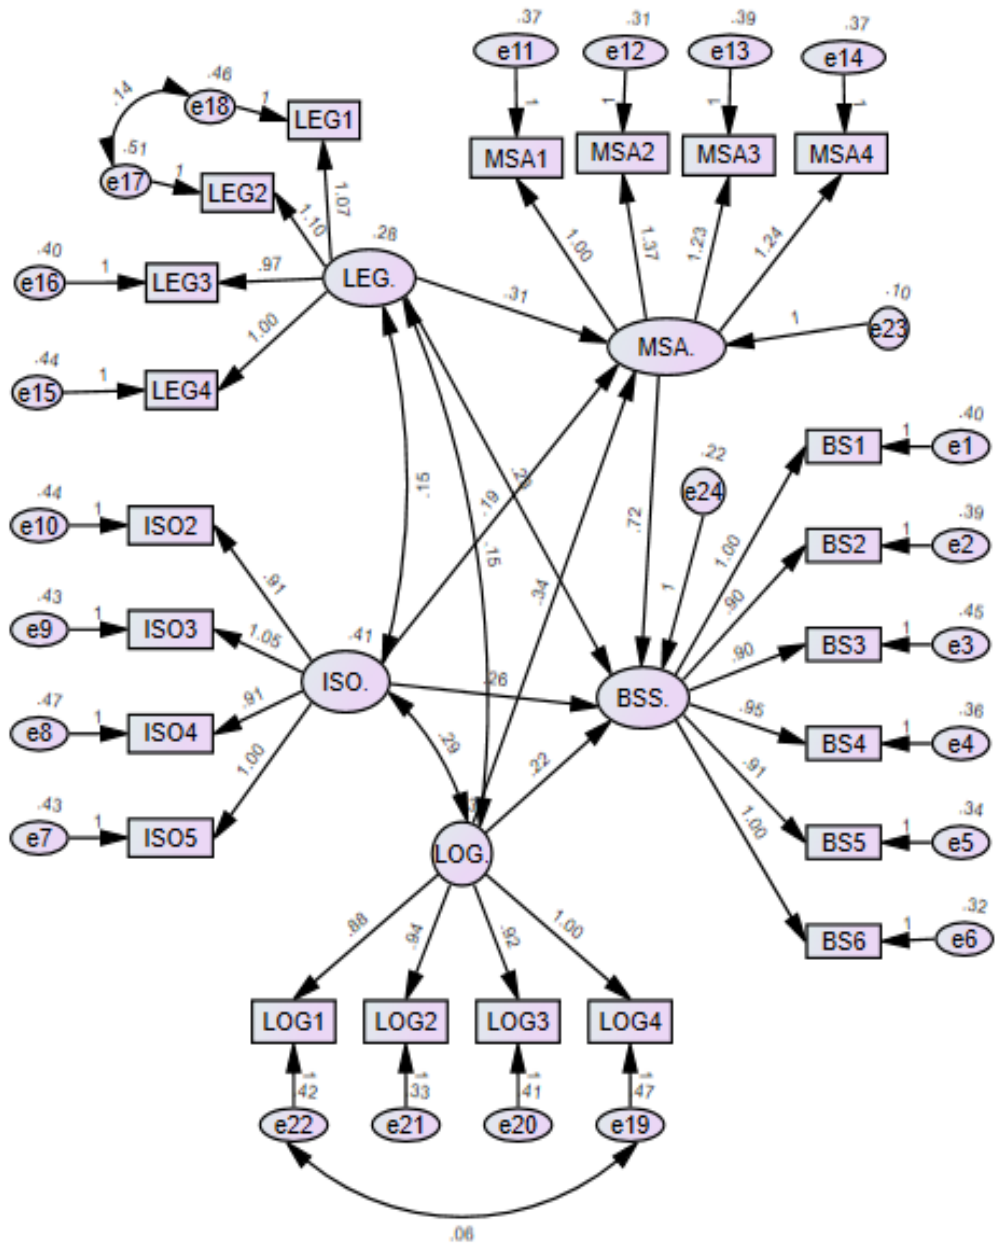 .37 .31 .39 .37
e11 e12 e13 e14
1 1 1 1
MSA1 MSA2 MSA3 MSA4
1.00 1.37 1.23 1.24
.14 .46
e18 1 LEG1
.51
e17 1 LEG2
1.10 1.07
.40
e16 1 LEG3 .97
.44
e15 1 LEG4 1.00
.28
LEG.
.31
MSA.
1
.10
e23
.15 .19 .15 .34 .72
.22
e24
1
.44
e10 1 ISO2 .91
.43
e9 1 ISO3 1.05
.47
e8 1 ISO4 .91
.43
e7 1 ISO5 1.00
.41
ISO.
.26
.29
.22
BSS.
1.00 BS1 1 .40
e1
.90 BS2 1 .39
e2
.90 BS3 1 .45
e3
.95 BS4 1 .36
e4
.91 BS5 1 .34
e5
1.00 BS6 1 .32
e6
LOG.
.88 .94 .92 1.00
LOG1 LOG2 LOG3 LOG4
1 1 1 1
.42 .33 .41 .47
e22 e21 e20 e19
.06